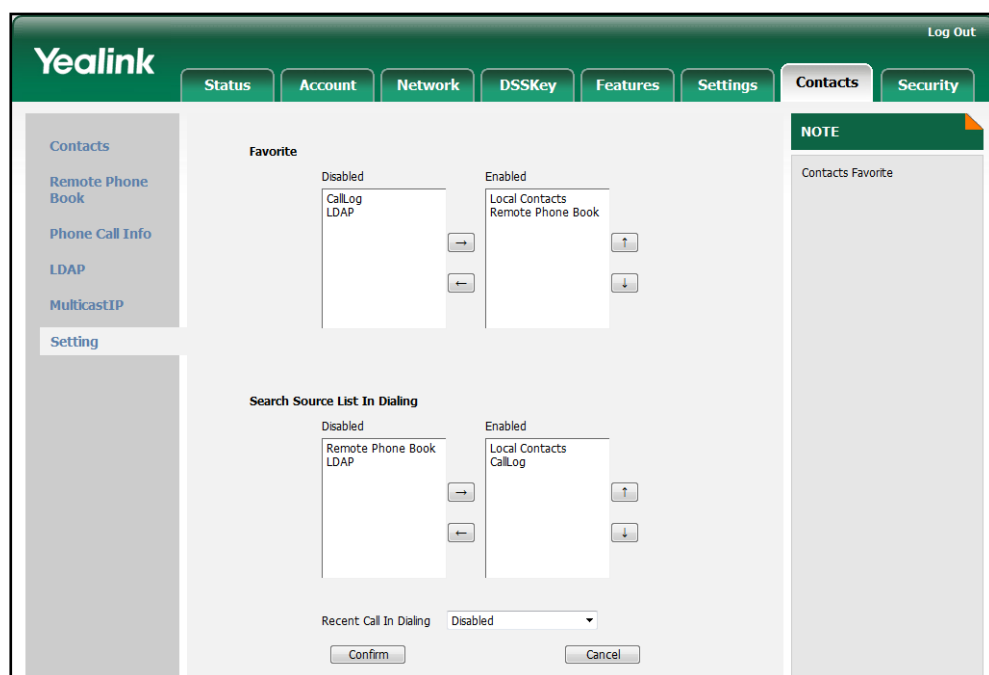 Log Out
Yealink
Status Account Network DSSKey Features Settings Contacts Security
Contacts
Remote Phone
Book
Phone Call Info
LDAP
MulticastIP
Setting
Favorite
Disabled
CallLog
LDAP
→
←
Enabled
Local Contacts
Remote Phone Book
↑
↓
Search Source List In Dialing
Disabled
Remote Phone Book
LDAP
→
←
Enabled
Local Contacts
CallLog
↑
↓
Recent Call In Dialing Disabled
Confirm Cancel
NOTE
Contacts Favorite